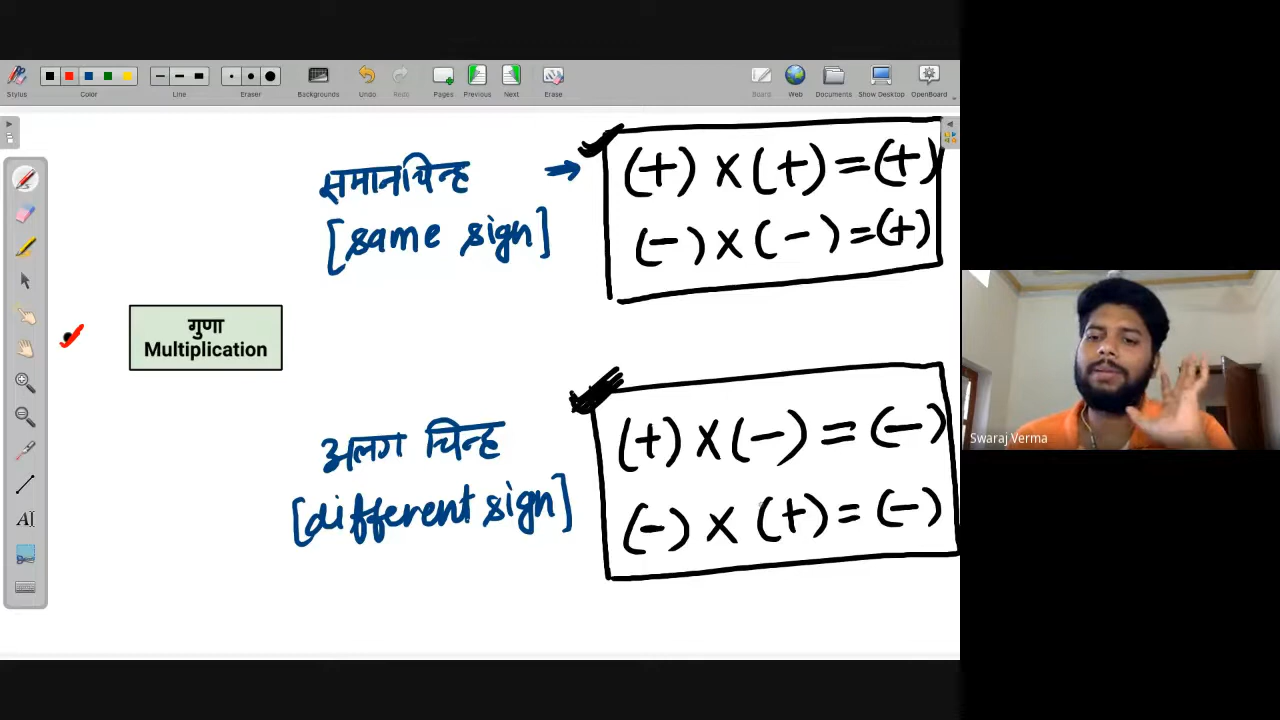 Stylus
Color
Line
Eraser
Backgrounds
Undo
Redo
Pages
Previous
Next
Erase
Board
Web
Documents
Show Desktop
OpenBoard
समानचिन्ह → (+) × (+) = (+)
[same sign] (-) × (-) = (+)
गुणा
Multiplication
अलग चिन्ह (+) × (-) = (-)
[different sign] (-) × (+) = (-)
Swaraj Verma